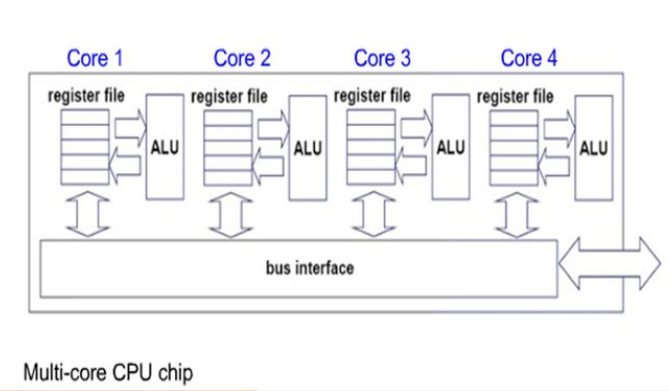 Core 1 Core 2 Core 3 Core 4
register file register file register file register file
ALU ALU ALU ALU
bus interface
Multi-core CPU chip